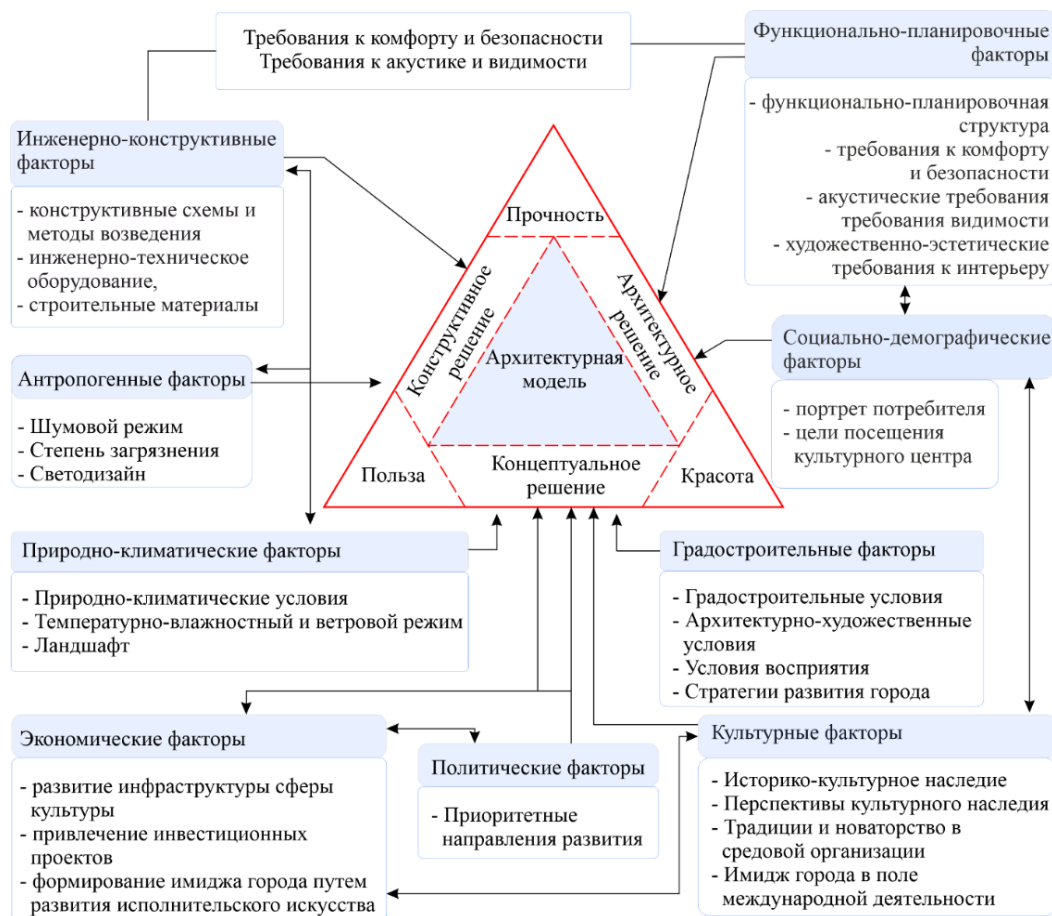 Требования к комфорту и безопасности
Требования к акустике и видимости
Функционально-планировочные
факторы
- функционально-планировочная
структура
- требования к комфорту
и безопасности
- акустические требования
требования видимости
- художественно-эстетические
требования к интерьеру
Инженерно-конструктивные
факторы
- конструктивные схемы и
методы возведения
- инженерно-техническое
оборудование,
- строительные материалы
Прочность
Конструктивное
решение
Архитектурное
решение
Архитектурная
модель
Польза
Концептуальное
решение
Красота
Социально-демографические
факторы
- портрет потребителя
- цели посещения
культурного центра
Антропогенные факторы
- Шумовой режим
- Степень загрязнения
- Светодизайн
Природно-климатические факторы
- Природно-климатические условия
- Температурно-влажностный и ветровой режим
- Ландшафт
Градостроительные факторы
- Градостроительные условия
- Архитектурно-художественные
условия
- Условия восприятия
- Стратегии развития города
Экономические факторы
- развитие инфраструктуры сферы
культуры
- привлечение инвестиционных
проектов
- формирование имиджа города путем
развития исполнительского искусства
Политические факторы
- Приоритетные
направления развития
Культурные факторы
- Историко-культурное наследие
- Перспективы культурного наследия
- Традиции и новаторство в
средовой организации
- Имидж города в поле
международной деятельности